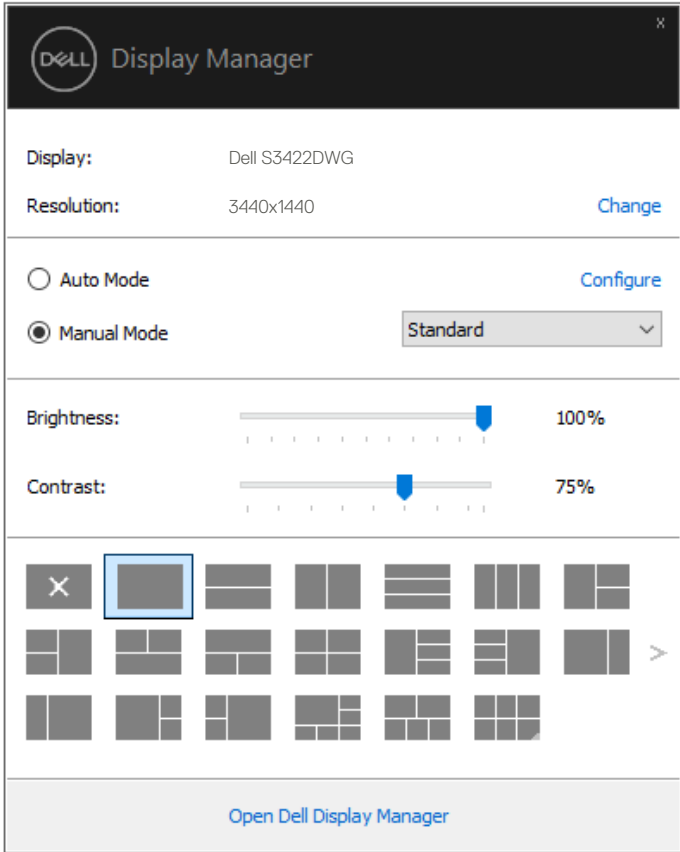 x
DELL Display Manager
Display: Dell S3422DWG
Resolution: 3440x1440 Change
Auto Mode Configure
Manual Mode Standard
Brightness: 100%
Contrast: 75%
Open Dell Display Manager